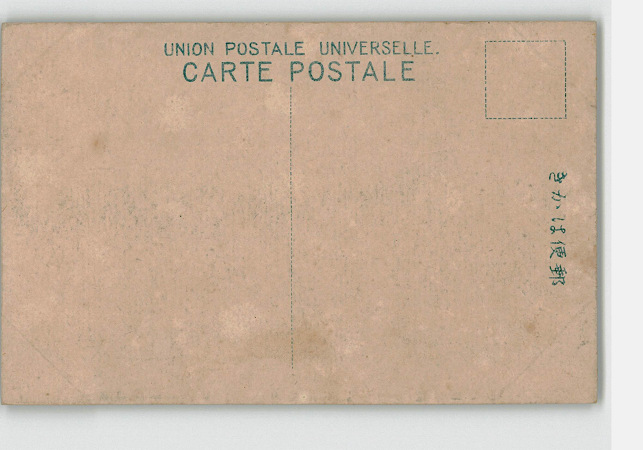 UNION POSTALE UNIVERSELLE.
CARTE POSTALE
きかは便郵